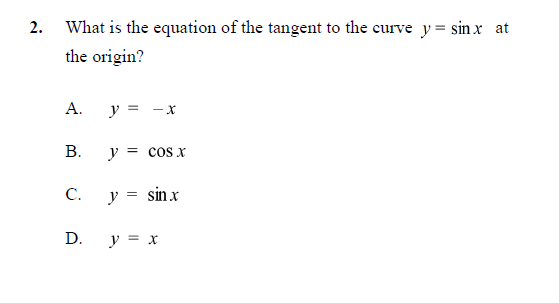 2. What is the equation of the tangent to the curve y = sin x at
the origin?
A. y = −x
B. y = cos x
C. y = sin x
D. y = x